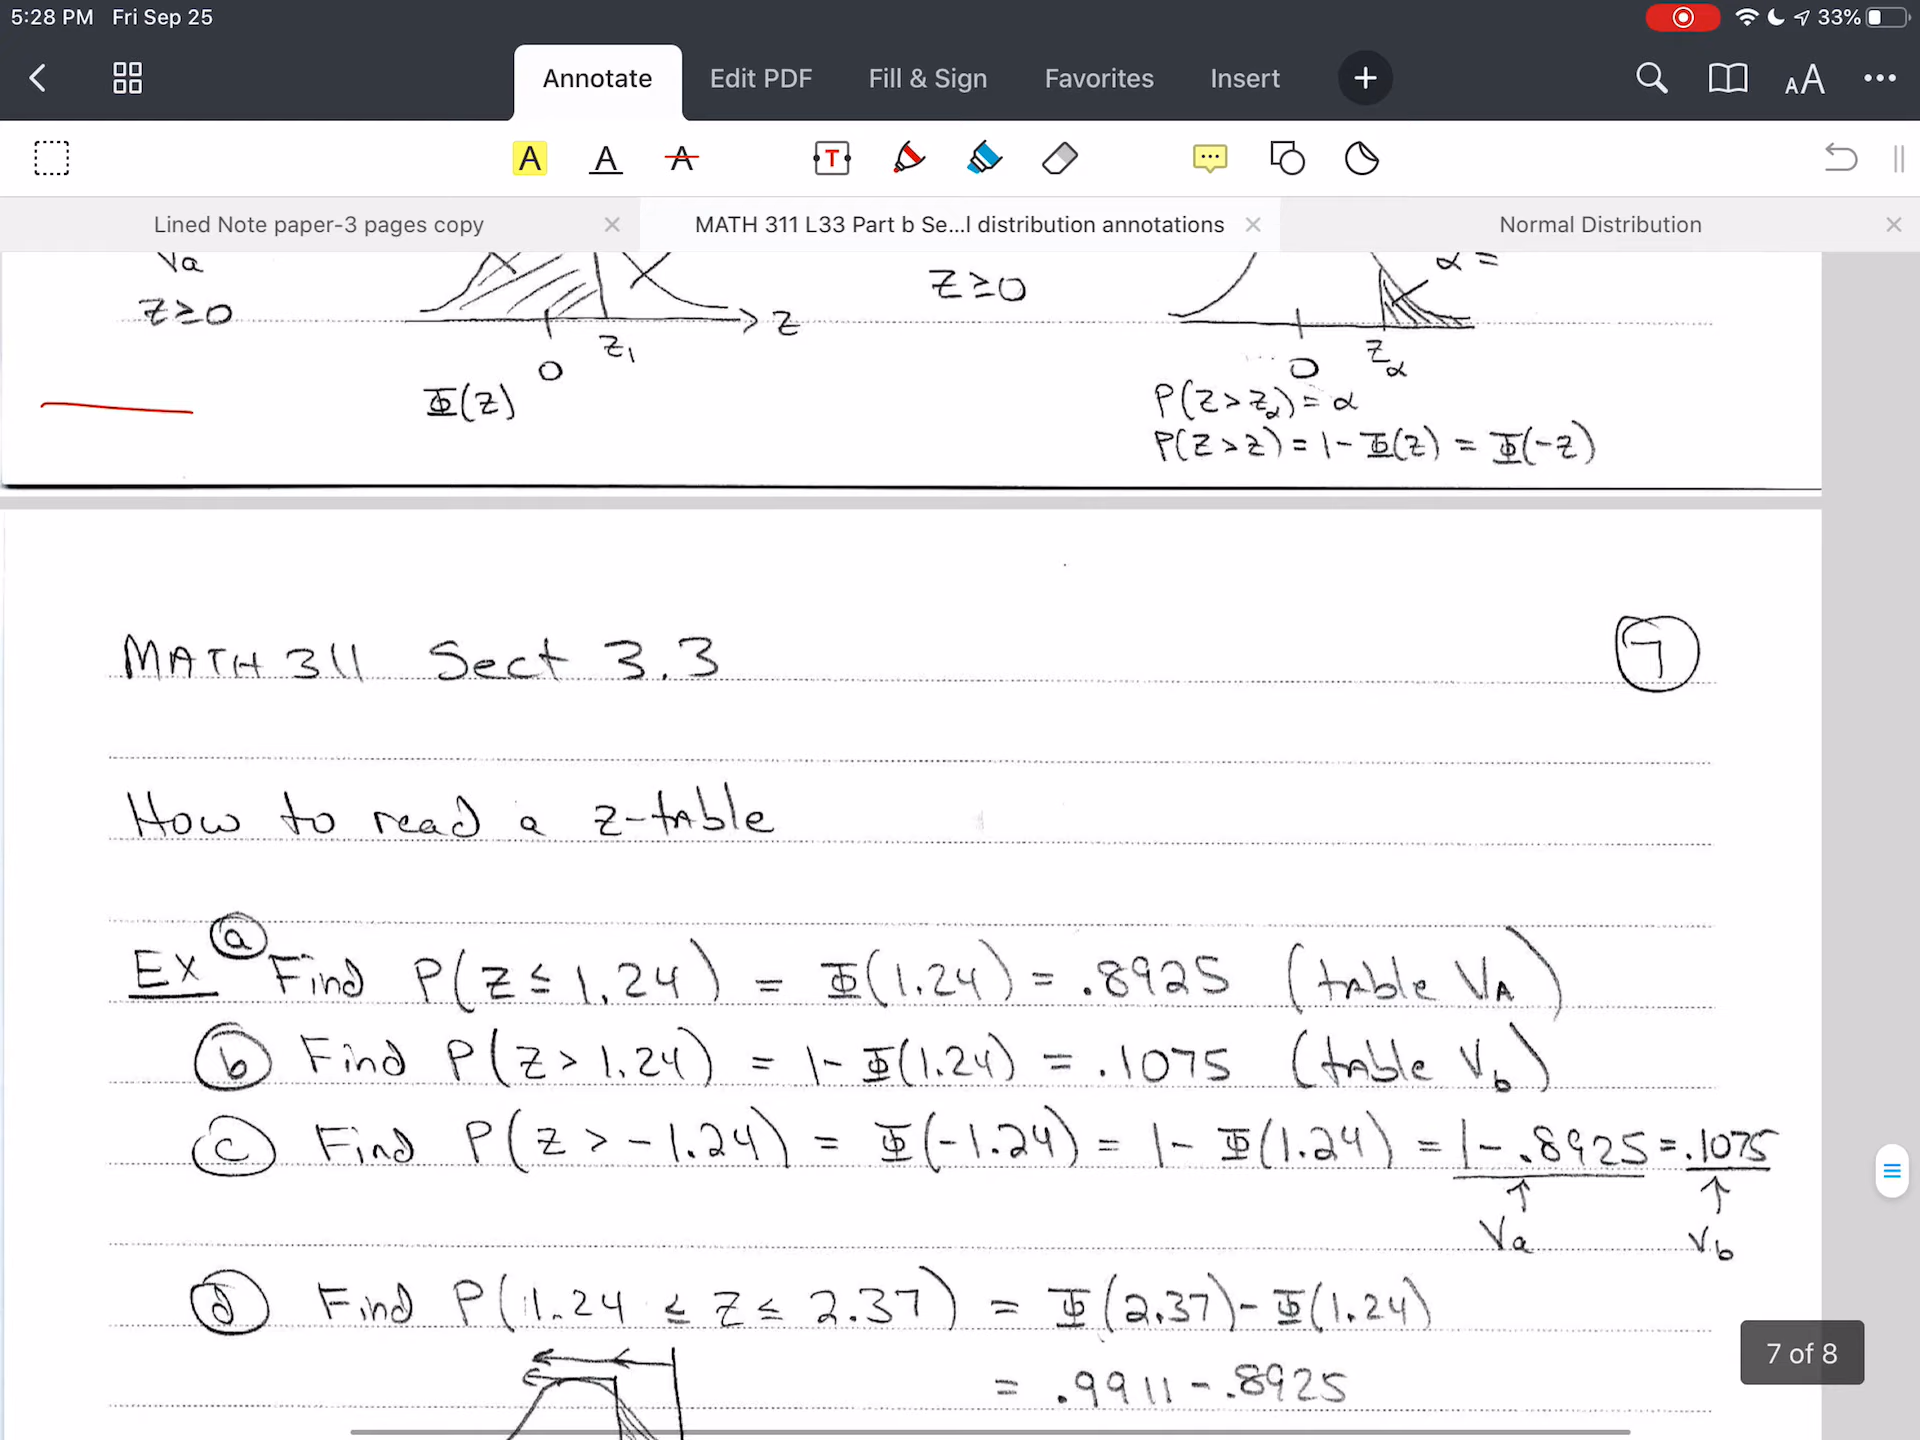 5:28 PM Fri Sep 25 33%
Annotate Edit PDF Fill & Sign Favorites Insert
Lined Note paper-3 pages copy MATH 311 L33 Part b Se...l distribution annotations Normal Distribution
Va
Z≥0
0 Z₁ Z
Φ(z)
Z≥0
α =
0 Zα
P(Z>zα) = α
P(Z>z) = 1-Φ(z) = Φ(-z)
MATH 311 Sect 3.3 7
How to read a z-table
Ex a Find P(Z ≤ 1.24) = Φ(1.24) = .8925 (table VA)
b Find P(Z > 1.24) = 1-Φ(1.24) = .1075 (table Vb)
c Find P(Z > -1.24) = Φ(-1.24) = 1-Φ(1.24) = 1-.8925 = .1075
↑ ↑
Va Vb
d Find P(1.24 ≤ Z ≤ 2.37) = Φ(2.37)-Φ(1.24)
= .9911 - .8925
7 of 8